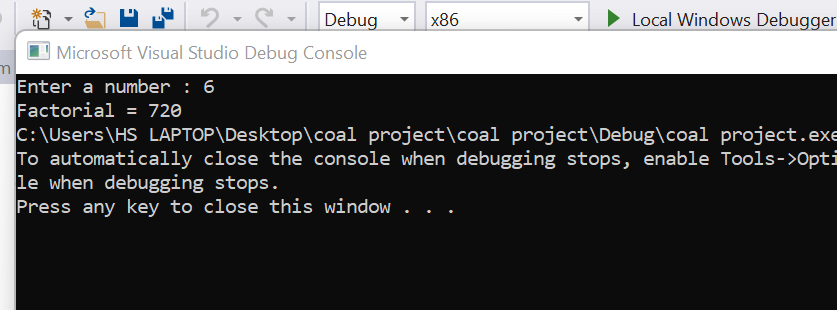 Debug x86 Local Windows Debugger
m
Microsoft Visual Studio Debug Console
Enter a number : 6
Factorial = 720
C:\Users\HS LAPTOP\Desktop\coal project\coal project\Debug\coal project.exe
To automatically close the console when debugging stops, enable Tools->Opti
le when debugging stops.
Press any key to close this window . . .